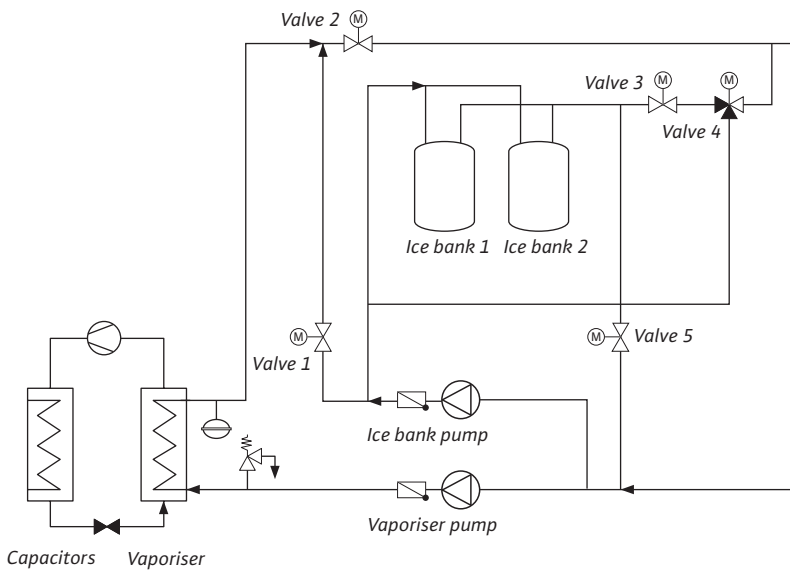 Valve 2
M
Valve 3
M
M
Valve 4
Ice bank 1
Ice bank 2
M
Valve 1
M
Valve 5
Ice bank pump
Vaporiser pump
Capacitors
Vaporiser